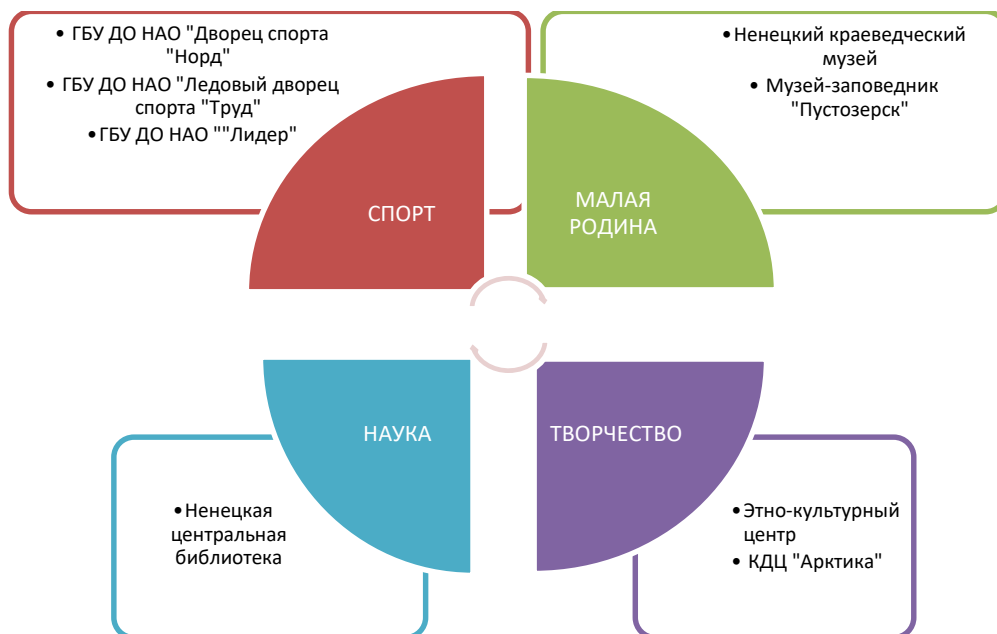 • ГБУ ДО НАО "Дворец спорта
"Норд"
• ГБУ ДО НАО "Ледовый дворец
спорта "Труд"
•ГБУ ДО НАО ""Лидер"
•Ненецкий краеведческий
музей
• Музей-заповедник
"Пустозерск"
СПОРТ
МАЛАЯ
РОДИНА
НАУКА
ТВОРЧЕСТВО
•Ненецкая
центральная
библиотека
•Этно-культурный
центр
• КДЦ "Арктика"